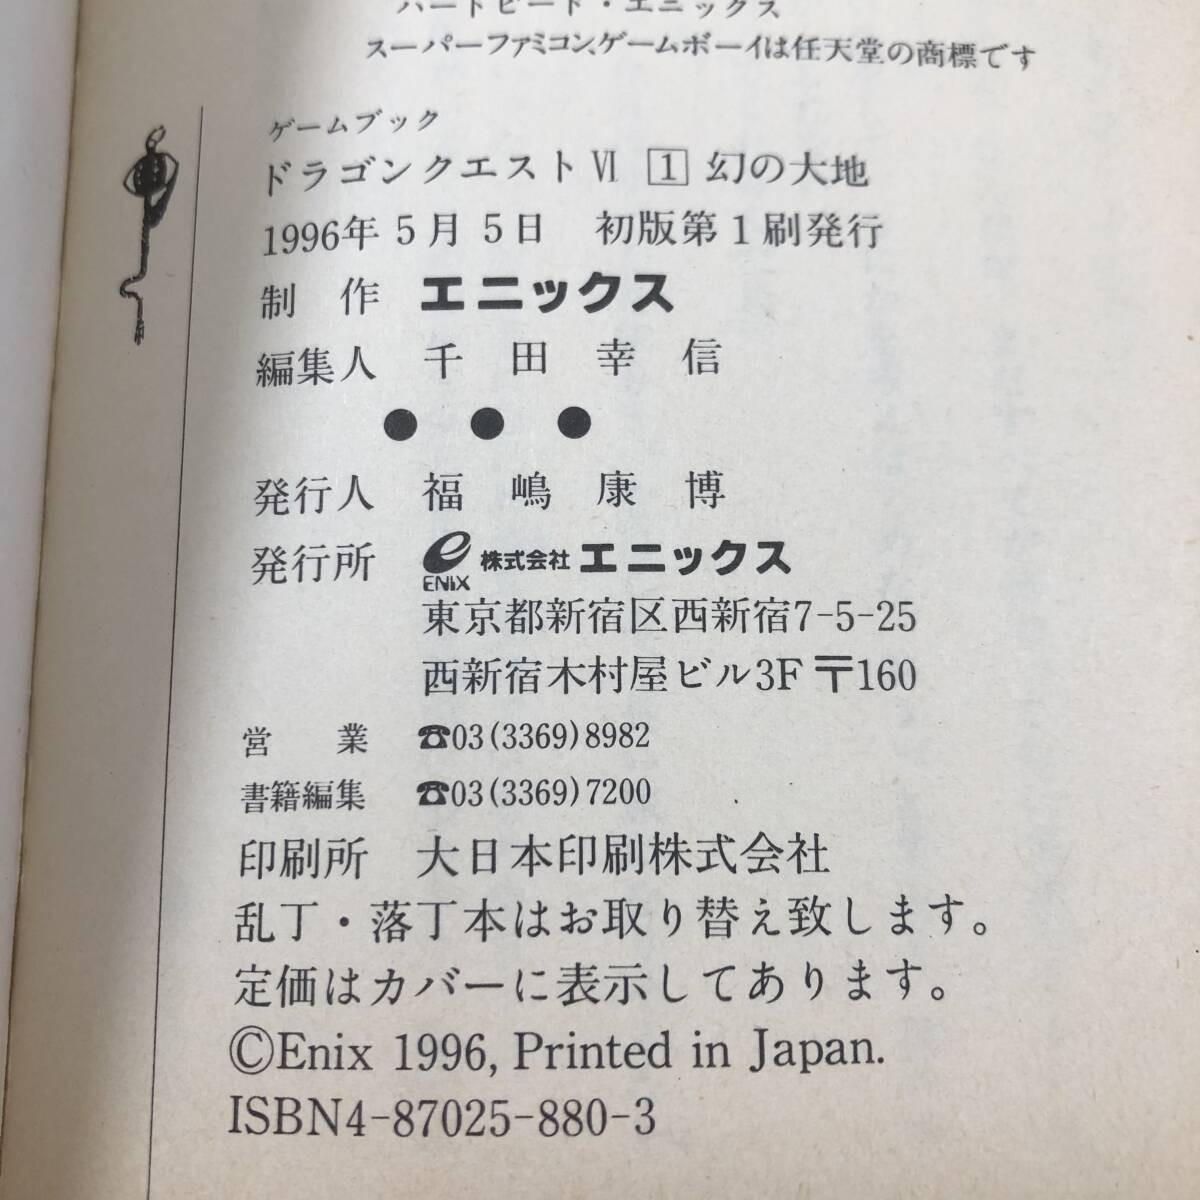 ハートビート・エニックス
スーパーファミコン、ゲームボーイは任天堂の商標です
ゲームブック
ドラゴンクエストⅥ 1 幻の大地
1996年5月5日 初版第1刷発行
制 作 エニックス
編集人 千田幸信
●●●
発行人 福嶋康博
発行所 ENIX 株式会社エニックス
東京都新宿区西新宿7-5-25
西新宿木村屋ビル3F〒160
営 業 ☎03(3369)8982
書籍編集 ☎03(3369)7200
印刷所 大日本印刷株式会社
乱丁・落丁本はお取り替え致します。
定価はカバーに表示してあります。
©Enix 1996, Printed in Japan.
ISBN4-87025-880-3